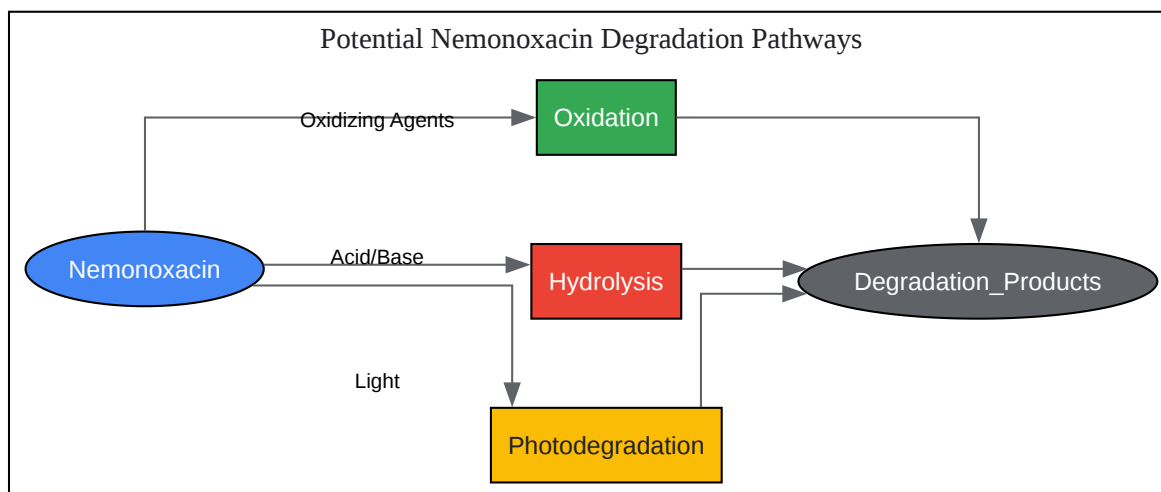 Potential Nemonoxacin Degradation Pathways
Oxidizing Agents
Oxidation
Nemonoxacin
Acid/Base
Hydrolysis
Degradation_Products
Light
Photodegradation